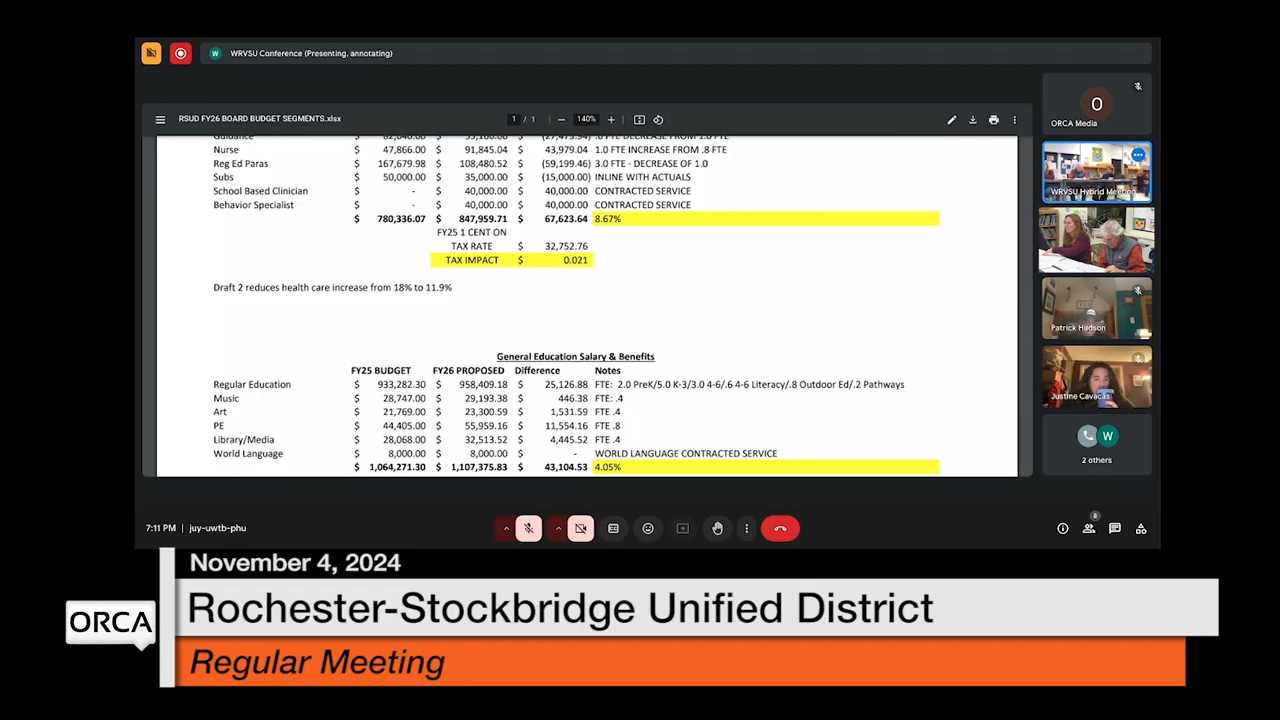 W WRVSU Conference (Presenting, annotating)
RSUD FY26 BOARD BUDGET SEGMENTS.xlsx 1 / 1 — 140% +
Guidance $ $ FTE DECREASE FROM 1.0 FTE
Nurse $ 47,866.00 $ 91,845.04 43,979.04 1.0 FTE INCREASE FROM .8 FTE
Reg Ed Paras $ 167,679.98 $ 108,480.52 (59,199.46) 3.0 FTE - DECREASE OF 1.0
Subs $ 50,000.00 $ 35,000.00 (15,000.00) INLINE WITH ACTUALS
School Based Clinician $ - $ 40,000.00 40,000.00 CONTRACTED SERVICE
Behavior Specialist $ - $ 40,000.00 40,000.00 CONTRACTED SERVICE
$ 780,336.07 $ 847,959.71 67,623.64 8.67%
FY25 1 CENT ON
TAX RATE $ 32,752.76
TAX IMPACT $ 0.021
Draft 2 reduces health care increase from 18% to 11.9%
General Education Salary & Benefits
FY25 BUDGET FY26 PROPOSED Difference Notes
Regular Education $ 933,282.30 $ 958,409.18 $ 25,126.88 FTE: 2.0 PreK/5.0 K-3/3.0 4-6/.6 4-6 Literacy/.8 Outdoor Ed/.2 Pathways
Music $ 28,747.00 $ 29,193.38 $ 446.38 FTE: .4
Art $ 21,769.00 $ 23,300.59 $ 1,531.59 FTE .4
PE $ 44,405.00 $ 55,959.16 $ 11,554.16 FTE .8
Library/Media $ 28,068.00 $ 32,513.52 $ 4,445.52 FTE .4
World Language $ 8,000.00 $ 8,000.00 $ - WORLD LANGUAGE CONTRACTED SERVICE
$ 1,064,271.30 $ 1,107,375.83 $ 43,104.53 4.05%
O
ORCA Media
WRVSU Hybrid Meeting
Patrick Hudson
Justine Cavacas
W
2 others
7:11 PM | juy-uwtb-phu
8
November 4, 2024
ORCA
Rochester-Stockbridge Unified District
Regular Meeting